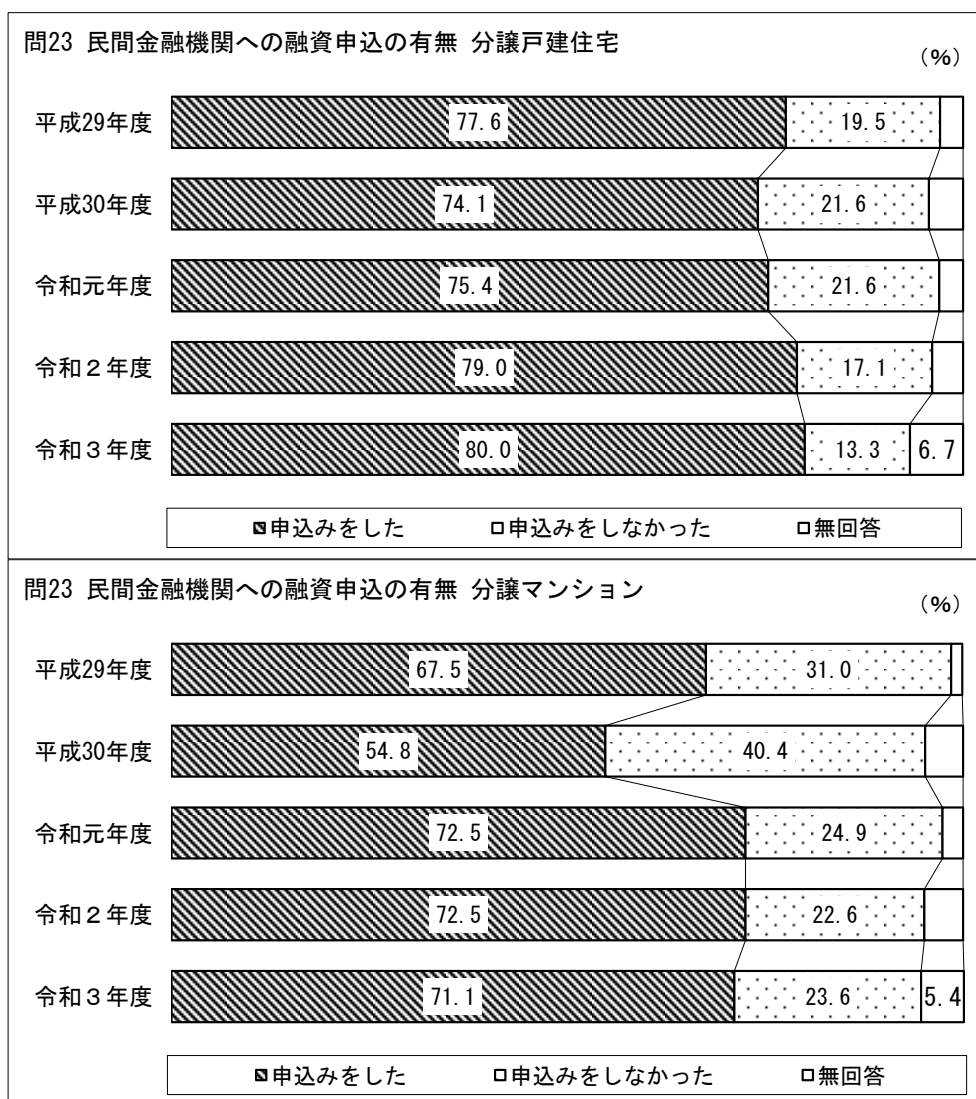 問23 民間金融機関への融資申込の有無 分譲戸建住宅
(%)
平成29年度 77.6 19.5
平成30年度 74.1 21.6
令和元年度 75.4 21.6
令和２年度 79.0 17.1
令和３年度 80.0 13.3 6.7
申込みをした 申込みをしなかった 無回答
問23 民間金融機関への融資申込の有無 分譲マンション
(%)
平成29年度 67.5 31.0
平成30年度 54.8 40.4
令和元年度 72.5 24.9
令和２年度 72.5 22.6
令和３年度 71.1 23.6 5.4
申込みをした 申込みをしなかった 無回答